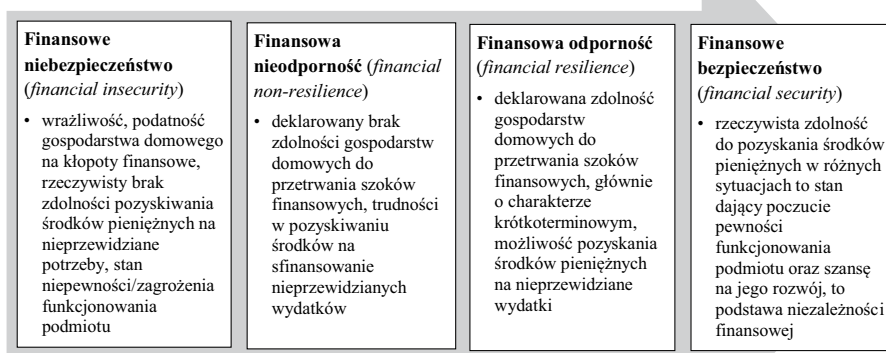 Finansowe
niebezpieczeństwo
(financial insecurity)
• wrażliwość, podatność
gospodarstwa domowego
na kłopoty finansowe,
rzeczywisty brak
zdolności pozyskiwania
środków pieniężnych na
nieprzewidziane
potrzeby, stan
niepewności/zagrożenia
funkcjonowania
podmiotu
Finansowa
nieodporność (financial
non-resilience)
• deklarowany brak
zdolności gospodarstw
domowych do
przetrwania szoków
finansowych, trudności
w pozyskiwaniu
środków na
sfinansowanie
nieprzewidzianych
wydatków
Finansowa odporność
(financial resilience)
• deklarowana zdolność
gospodarstw
domowych do
przetrwania szoków
finansowych, głównie
o charakterze
krótkoterminowym,
możliwość pozyskania
środków pieniężnych
na nieprzewidziane
wydatki
Finansowe
bezpieczeństwo
(financial security)
• rzeczywista zdolność
do pozyskania środków
pieniężnych w różnych
sytuacjach to stan
dający poczucie
pewności
funkcjonowania
podmiotu oraz szansę
na jego rozwój, to
podstawa niezależności
finansowej